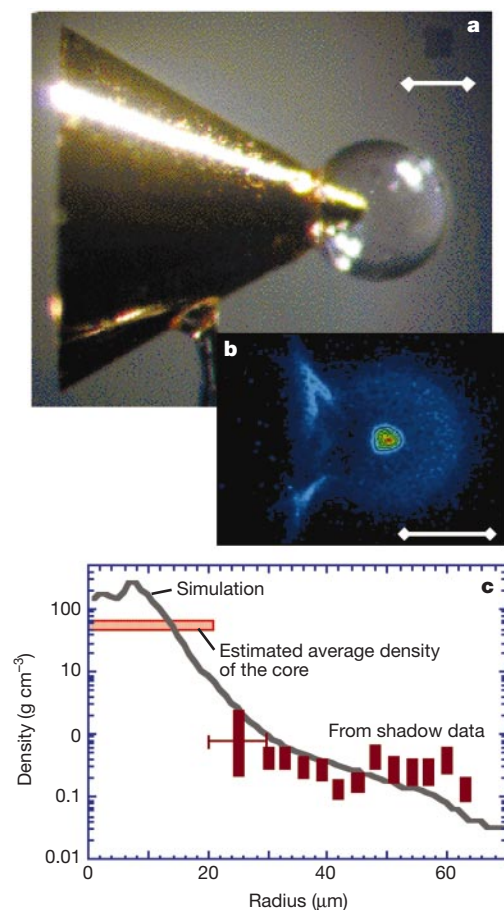 a
b
c
100
10
0
0.1
0.01
Density (g cm⁻³)
Simulation
Estimated average density
of the core
From shadow data
0
20
40
60
Radius (μm)